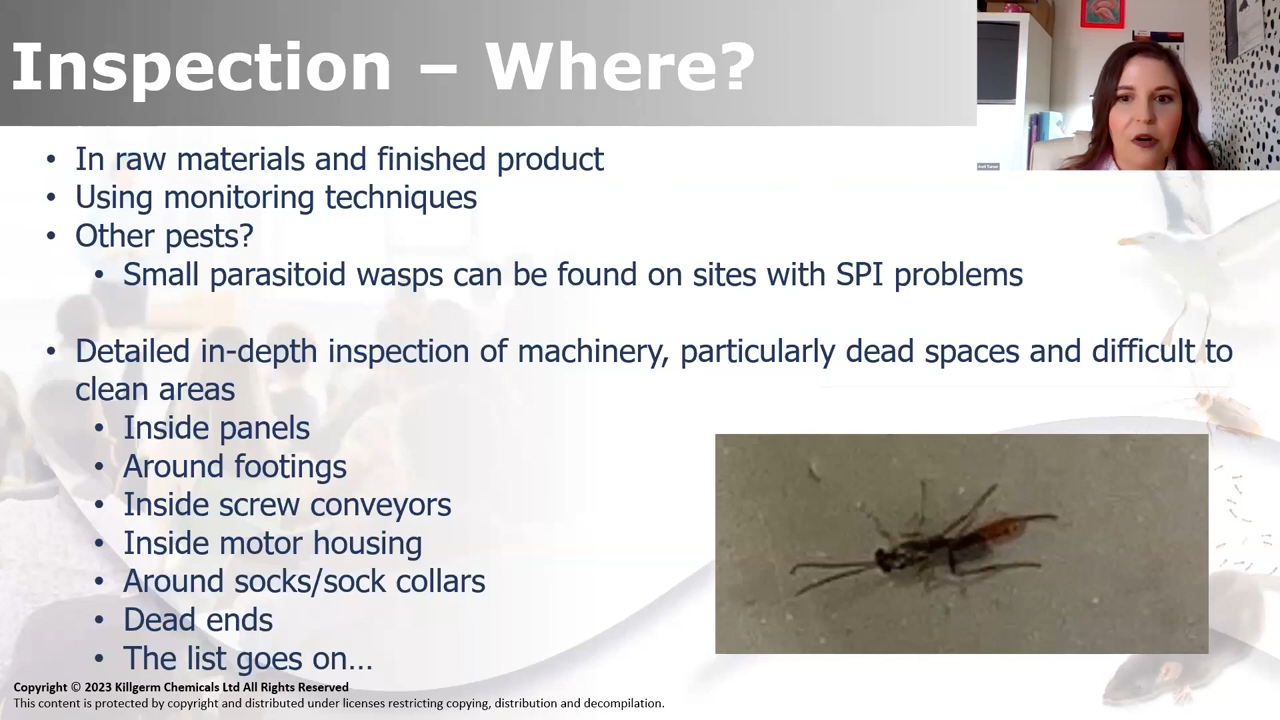 Inspection – Where?
• In raw materials and finished product
• Using monitoring techniques
• Other pests?
• Small parasitoid wasps can be found on sites with SPI problems
• Detailed in-depth inspection of machinery, particularly dead spaces and difficult to
clean areas
• Inside panels
• Around footings
• Inside screw conveyors
• Inside motor housing
• Around socks/sock collars
• Dead ends
• The list goes on...
Copyright © 2023 Killgerm Chemicals Ltd All Rights Reserved
This content is protected by copyright and distributed under licenses restricting copying, distribution and decompilation.